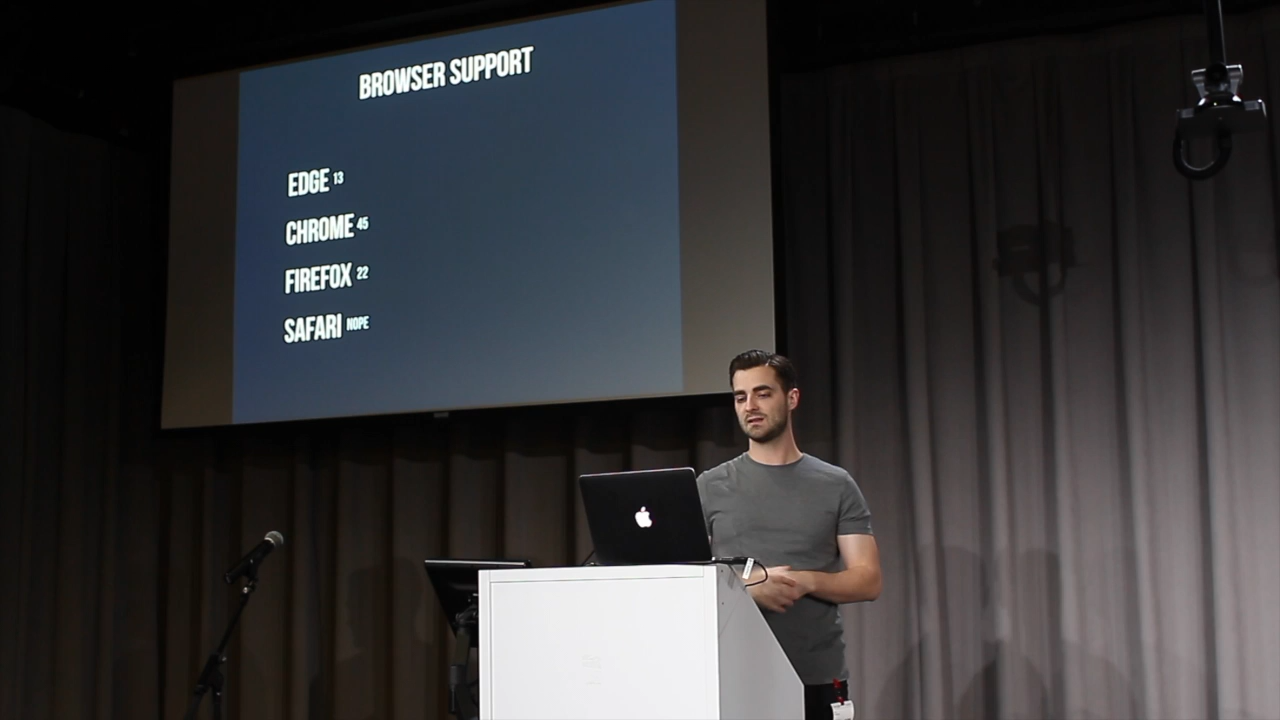 BROWSER SUPPORT
EDGE 13
CHROME 45
FIREFOX 22
SAFARI NOPE